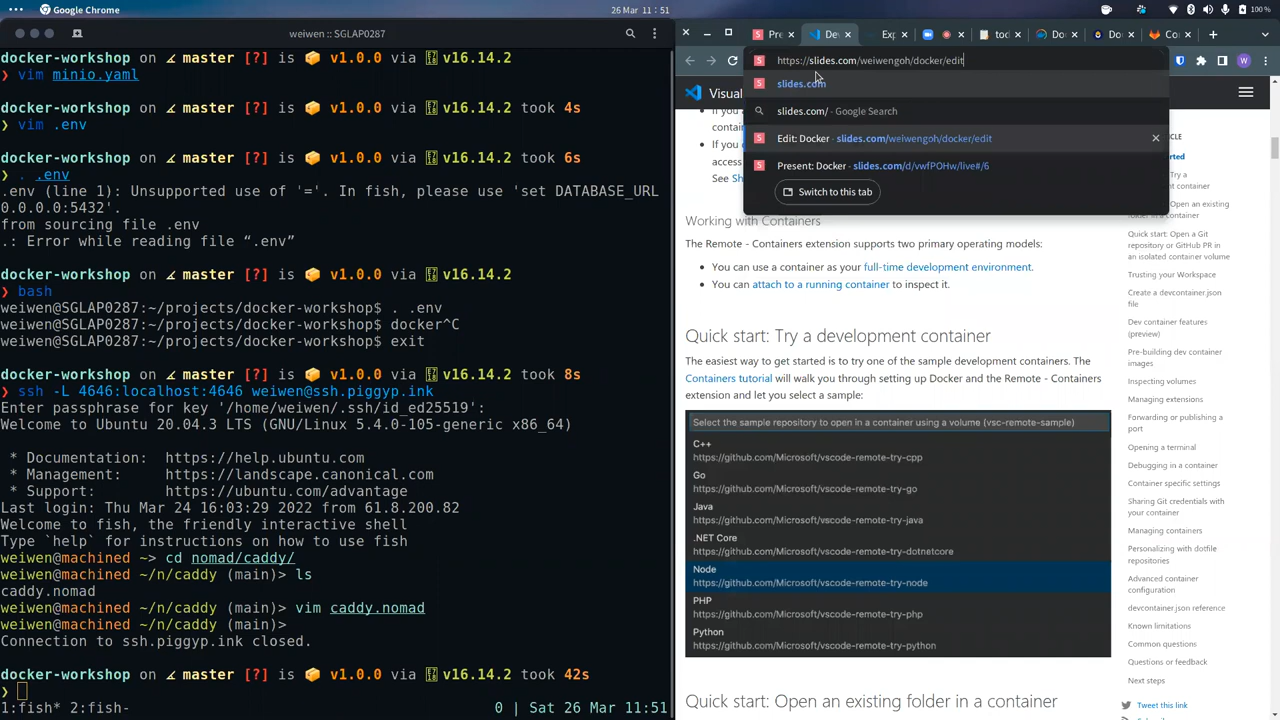 Google Chrome
26 Mar • 11:51
100 %
weiwen :: SGLAP0287
docker-workshop on master [?] is v1.0.0 via v16.14.2
❯ vim minio.yaml
docker-workshop on master [?] is v1.0.0 via v16.14.2 took 4s
❯ vim .env
docker-workshop on master [?] is v1.0.0 via v16.14.2 took 6s
❯ . .env
.env (line 1): Unsupported use of '='. In fish, please use 'set DATABASE_URL
0.0.0.0:5432'.
from sourcing file .env
.: Error while reading file “.env”
docker-workshop on master [?] is v1.0.0 via v16.14.2
❯ bash
weiwen@SGLAP0287:~/projects/docker-workshop$ . .env
weiwen@SGLAP0287:~/projects/docker-workshop$ docker^C
weiwen@SGLAP0287:~/projects/docker-workshop$ exit
docker-workshop on master [?] is v1.0.0 via v16.14.2 took 8s
❯ ssh -L 4646:localhost:4646 weiwen@ssh.piggyp.ink
Enter passphrase for key '/home/weiwen/.ssh/id_ed25519':
Welcome to Ubuntu 20.04.3 LTS (GNU/Linux 5.4.0-105-generic x86_64)
* Documentation: https://help.ubuntu.com
* Management: https://landscape.canonical.com
* Support: https://ubuntu.com/advantage
Last login: Thu Mar 24 16:03:29 2022 from 61.8.200.82
Welcome to fish, the friendly interactive shell
Type `help` for instructions on how to use fish
weiwen@machined ~> cd nomad/caddy/
weiwen@machined ~/n/caddy (main)> ls
caddy.nomad
weiwen@machined ~/n/caddy (main)> vim caddy.nomad
weiwen@machined ~/n/caddy (main)>
Connection to ssh.piggyp.ink closed.
docker-workshop on master [?] is v1.0.0 via v16.14.2 took 42s
❯
1:fish* 2:fish-
0 | Sat 26 Mar 11:51
Pre
Dev
Exp
too
Do
Do
Con
https://slides.com/weiwengoh/docker/edit
slides.com
slides.com/ - Google Search
Edit: Docker - slides.com/weiwengoh/docker/edit
Present: Docker - slides.com/d/vwfPOHw/live#/6
Switch to this tab
Visual
If you
contain
If you
access
See Sh
Working with Containers
The Remote - Containers extension supports two primary operating models:
You can use a container as your full-time development environment.
You can attach to a running container to inspect it.
Quick start: Try a development container
The easiest way to get started is to try one of the sample development containers. The
Containers tutorial will walk you through setting up Docker and the Remote - Containers
extension and let you select a sample:
Select the sample repository to open in a container using a volume (vsc-remote-sample)
C++
https://github.com/Microsoft/vscode-remote-try-cpp
Go
https://github.com/Microsoft/vscode-remote-try-go
Java
https://github.com/Microsoft/vscode-remote-try-java
.NET Core
https://github.com/Microsoft/vscode-remote-try-dotnetcore
Node
https://github.com/Microsoft/vscode-remote-try-node
PHP
https://github.com/Microsoft/vscode-remote-try-php
Python
https://github.com/Microsoft/vscode-remote-try-python
Quick start: Open an existing folder in a container
W
ICLE
rted
: Try a
nt container
: Open an existing
folder in a container
Quick start: Open a Git
repository or GitHub PR in
an isolated container volume
Trusting your Workspace
Create a devcontainer.json
file
Dev container features
(preview)
Pre-building dev container
images
Inspecting volumes
Managing extensions
Forwarding or publishing a
port
Opening a terminal
Debugging in a container
Container specific settings
Sharing Git credentials with
your container
Managing containers
Personalizing with dotfile
repositories
Advanced container
configuration
devcontainer.json reference
Known limitations
Common questions
Questions or feedback
Next steps
Tweet this link